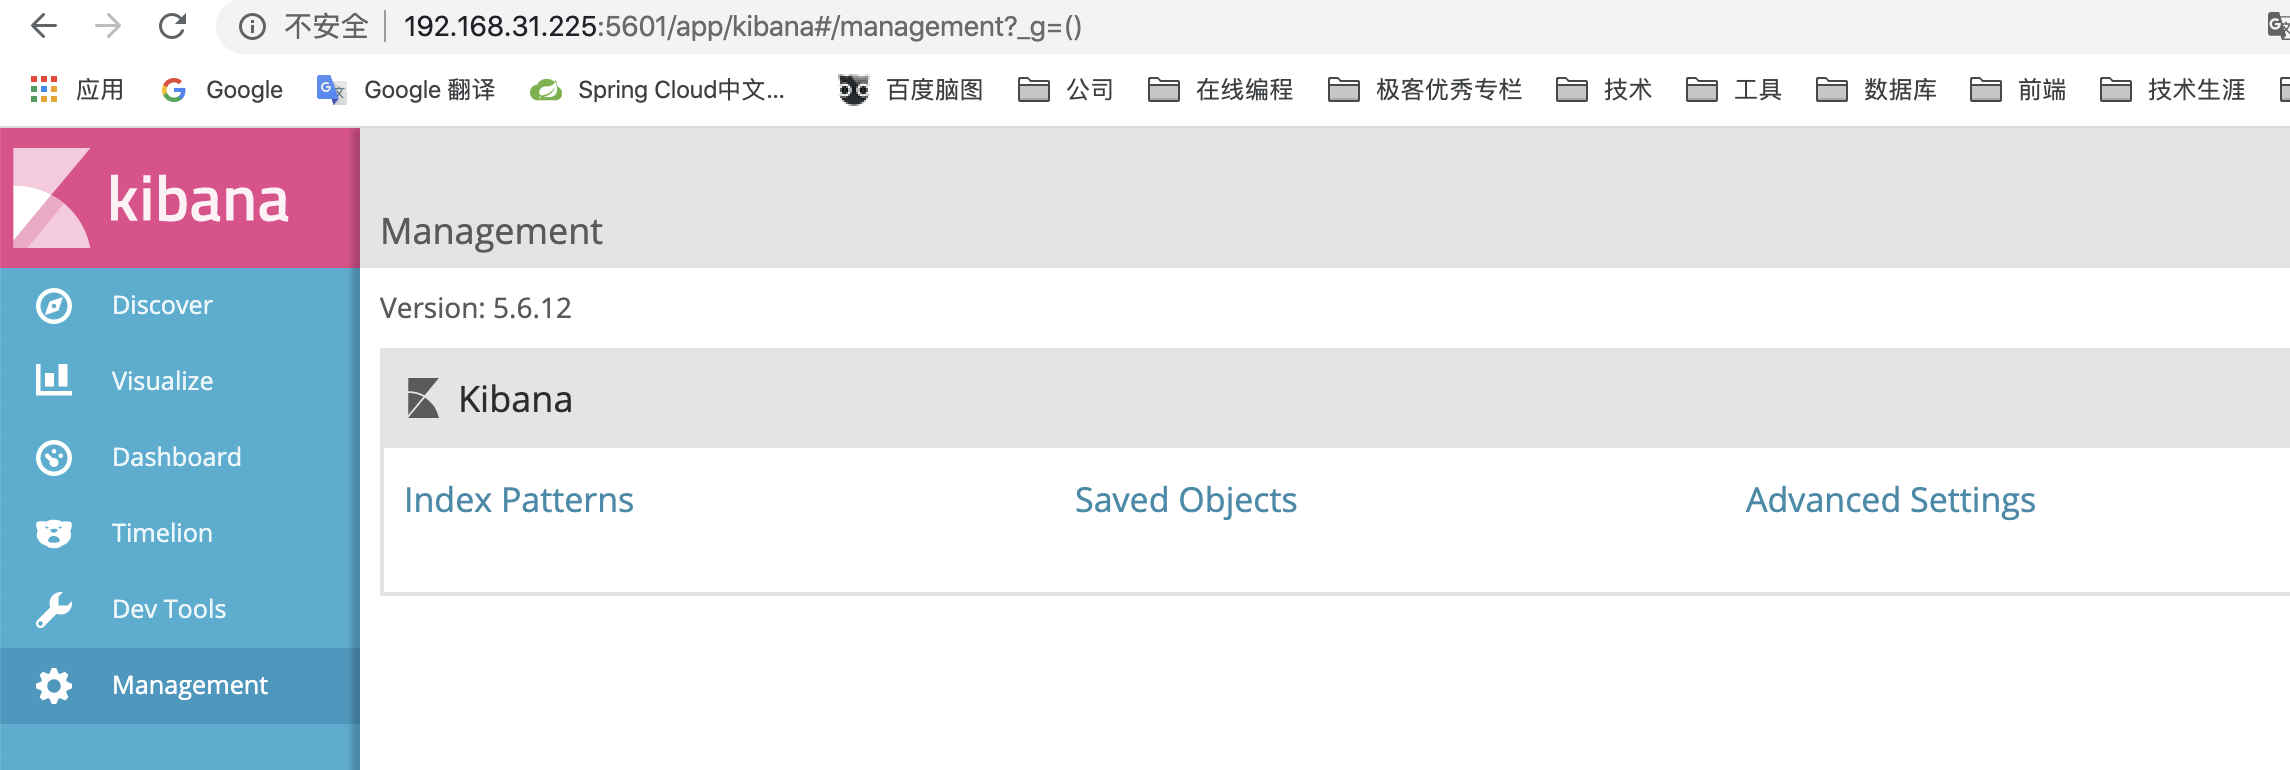 不安全 192.168.31.225:5601/app/kibana#/management?_g=()
应用 Google Google 翻译 Spring Cloud中文... 百度脑图 公司 在线编程 极客优秀专栏 技术 工具 数据库 前端 技术生涯
kibana
Management
Discover
Version: 5.6.12
Visualize
Kibana
Dashboard
Index Patterns Saved Objects Advanced Settings
Timelion
Dev Tools
Management